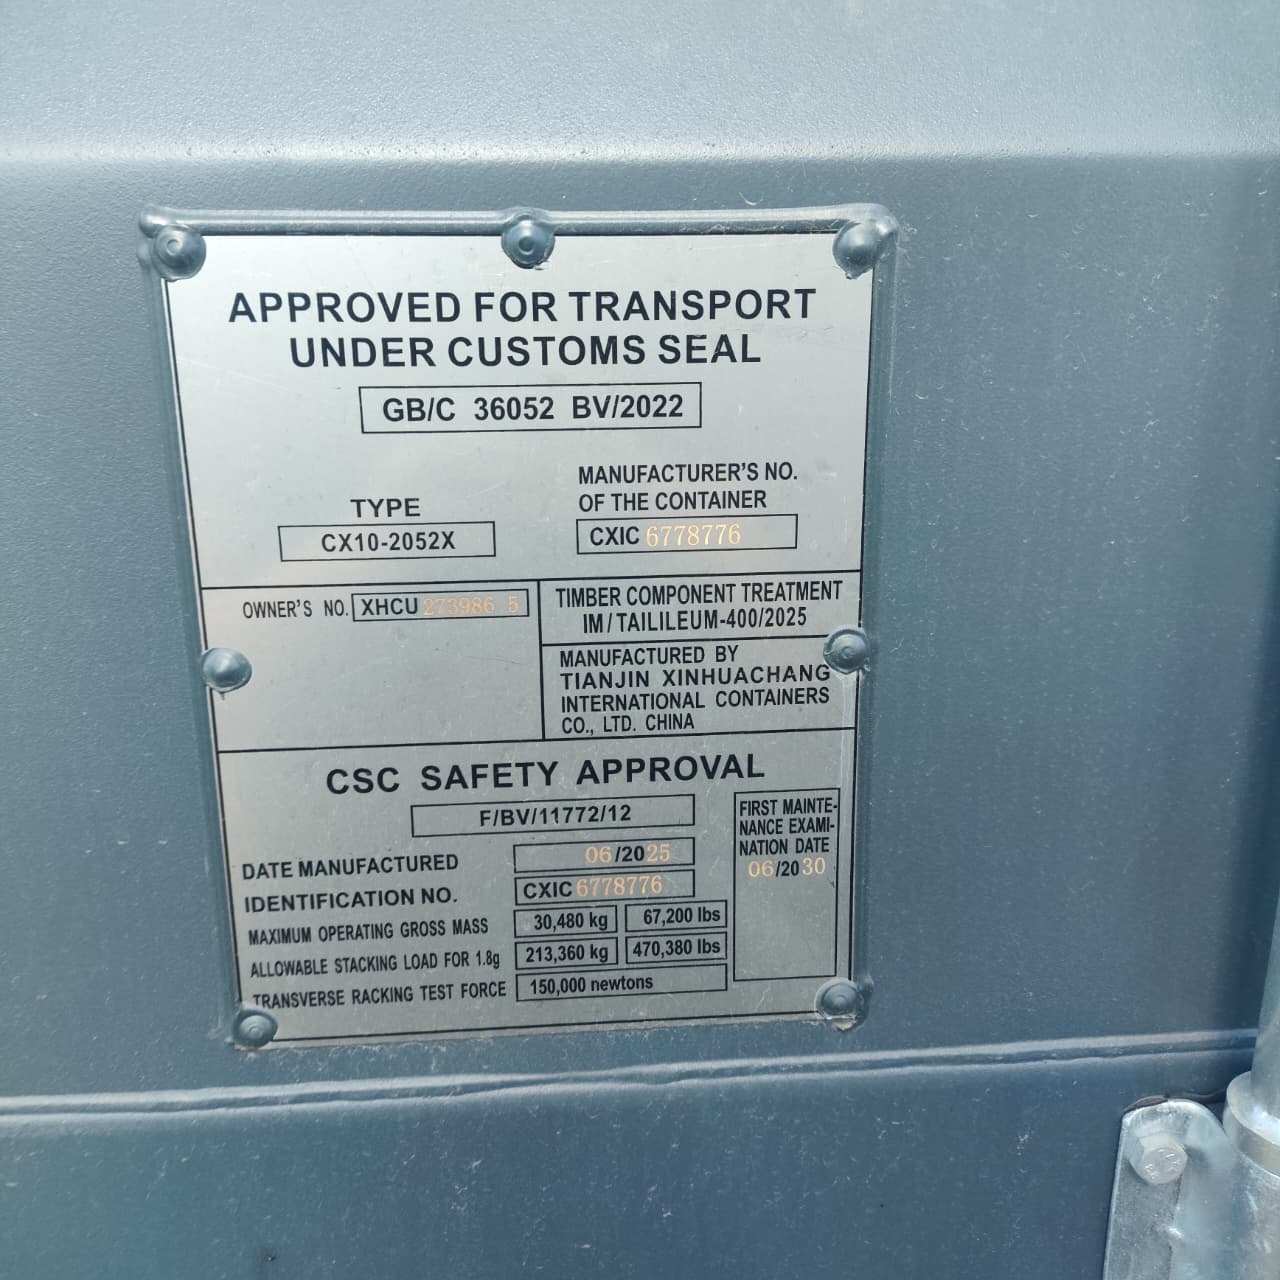 APPROVED FOR TRANSPORT
UNDER CUSTOMS SEAL
GB/C 36052 BV/2022
TYPE
CX10-2052X
MANUFACTURER'S NO.
OF THE CONTAINER
CXIC 6778776
OWNER'S NO. XHCU 273986 5
TIMBER COMPONENT TREATMENT
IM/TAILILEUM-400/2025
MANUFACTURED BY
TIANJIN XINHUACHANG
INTERNATIONAL CONTAINERS
CO., LTD. CHINA
CSC SAFETY APPROVAL
F/BV/11772/12
DATE MANUFACTURED 06/2025
IDENTIFICATION NO. CXIC 6778776
MAXIMUM OPERATING GROSS MASS 30,480 kg 67,200 lbs
ALLOWABLE STACKING LOAD FOR 1.8g 213,360 kg 470,380 lbs
TRANSVERSE RACKING TEST FORCE 150,000 newtons
FIRST MAINTE-
NANCE EXAMI-
NATION DATE
06/2030